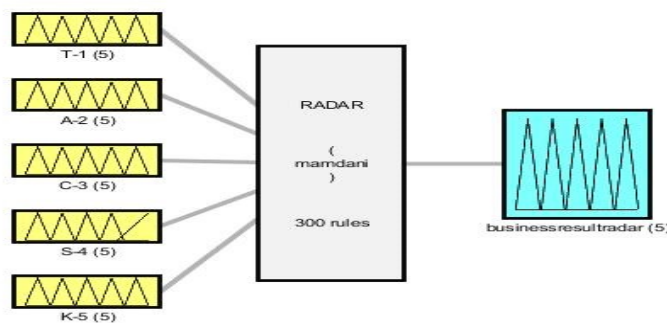 T-1 (5)
A-2 (5)
C-3 (5)
S-4 (5)
K-5 (5)
RADAR
(
mamdani
)
300 rules
businessresultradar (5)